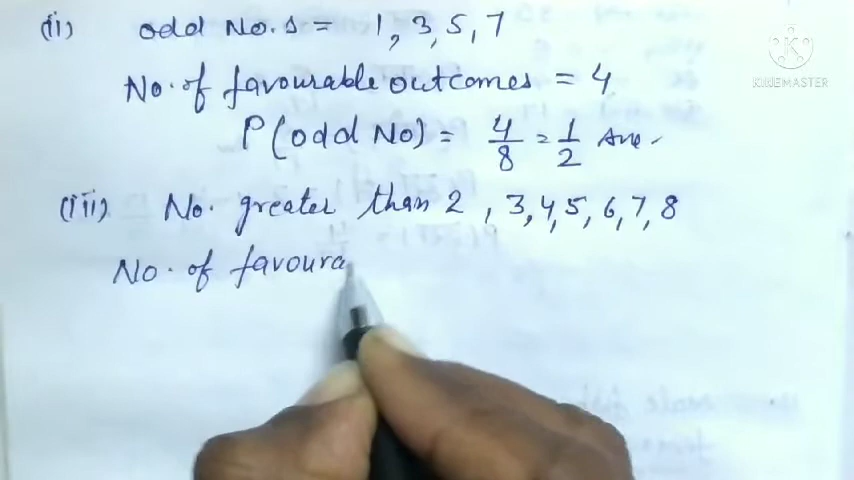 (ii) odd No.s = 1, 3, 5, 7
No. of favourable outcomes = 4
P(odd No) = 4/8 = 1/2 Ans.
(iii) No. greater than 2, 3, 4, 5, 6, 7, 8
No. of favoura
KINEMASTER